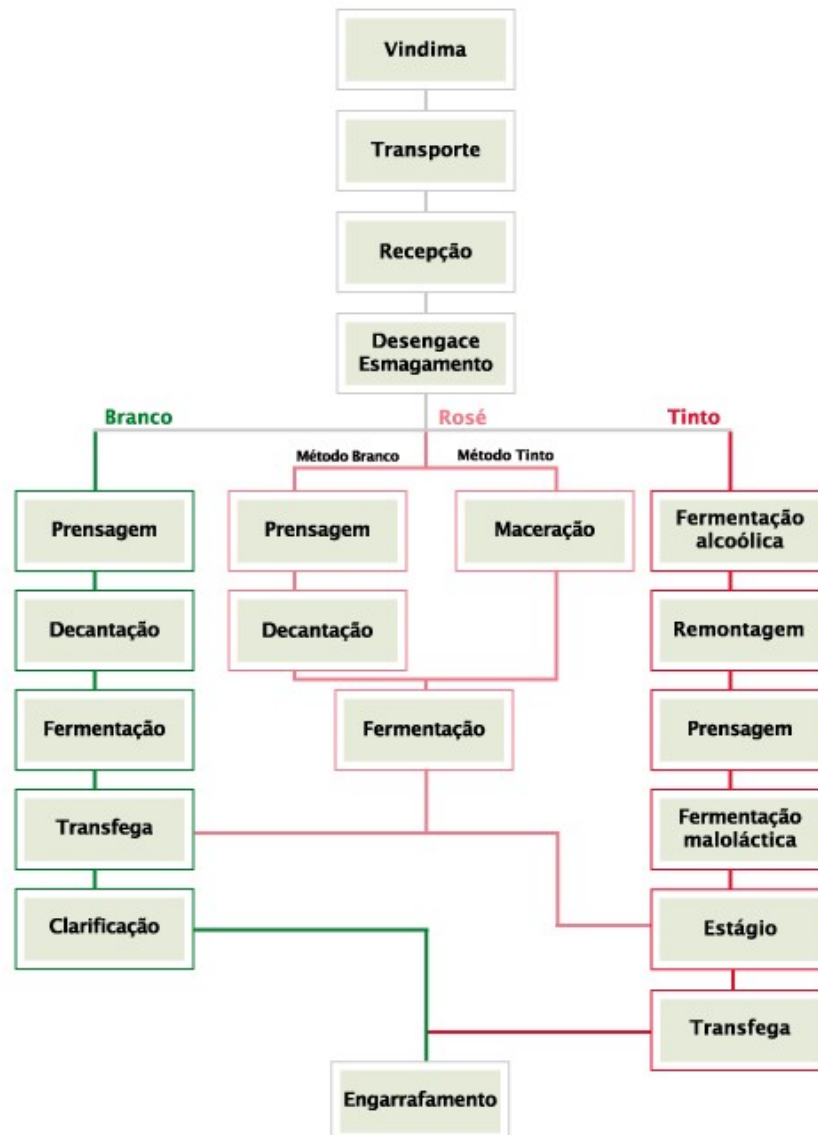 Vindima
Transporte
Recepção
Desengace
Esmagamento
Branco
Rosé
Tinto
Método Branco
Método Tinto
Prensagem
Prensagem
Maceração
Fermentação
alcoólica
Decantação
Decantação
Remontagem
Fermentação
Fermentação
Prensagem
Transfega
Fermentação
maloláctica
Clarificação
Estágio
Transfega
Engarrafamento